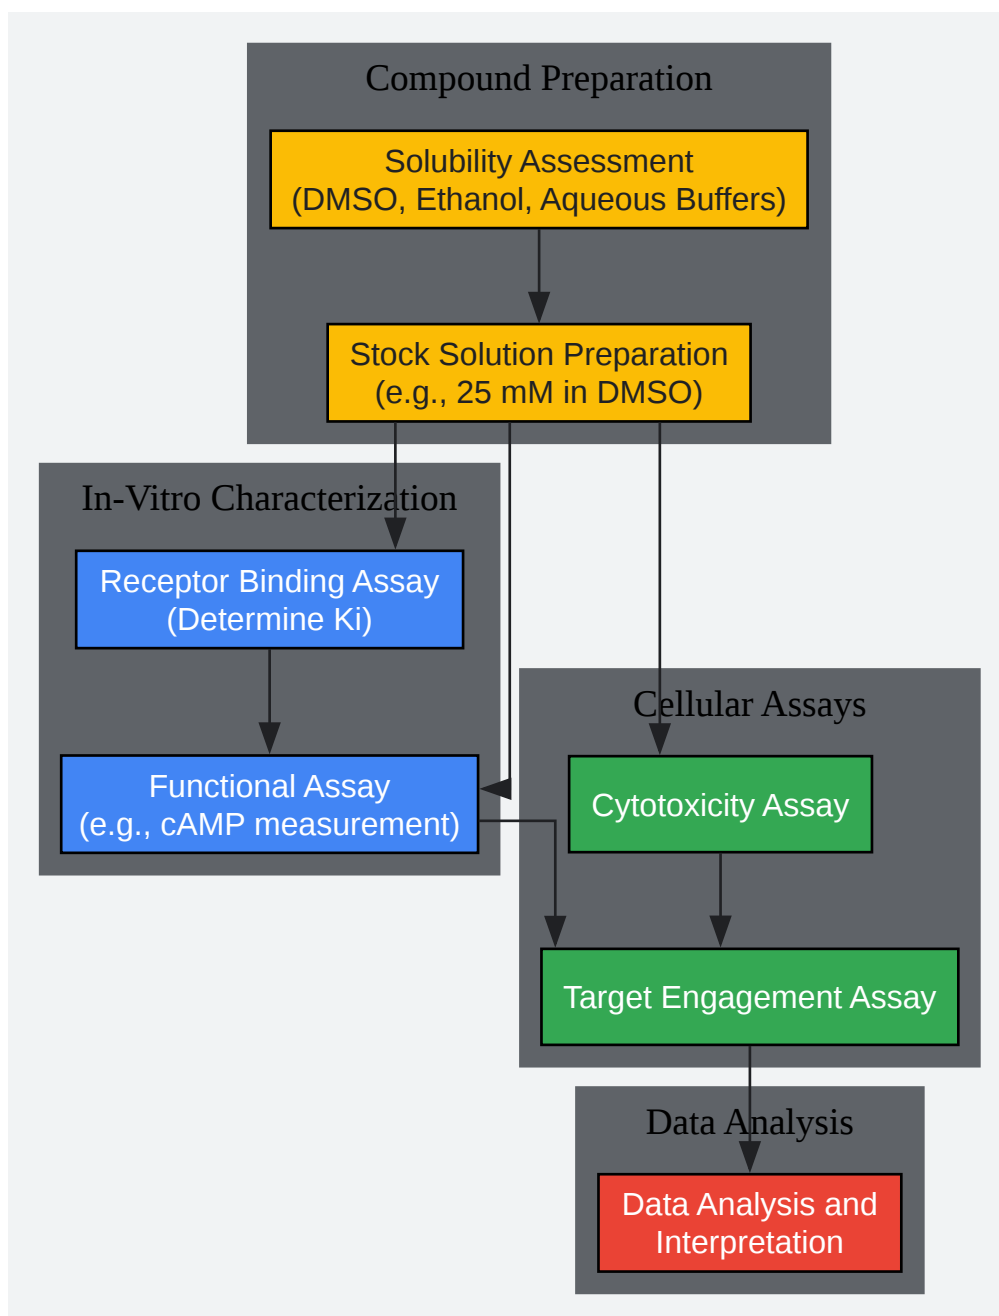 Compound Preparation
Solubility Assessment
(DMSO, Ethanol, Aqueous Buffers)
Stock Solution Preparation
(e.g., 25 mM in DMSO)
In-Vitro Characterization
Receptor Binding Assay
(Determine Ki)
Functional Assay
(e.g., cAMP measurement)
Cellular Assays
Cytotoxicity Assay
Target Engagement Assay
Data Analysis
Data Analysis and
Interpretation